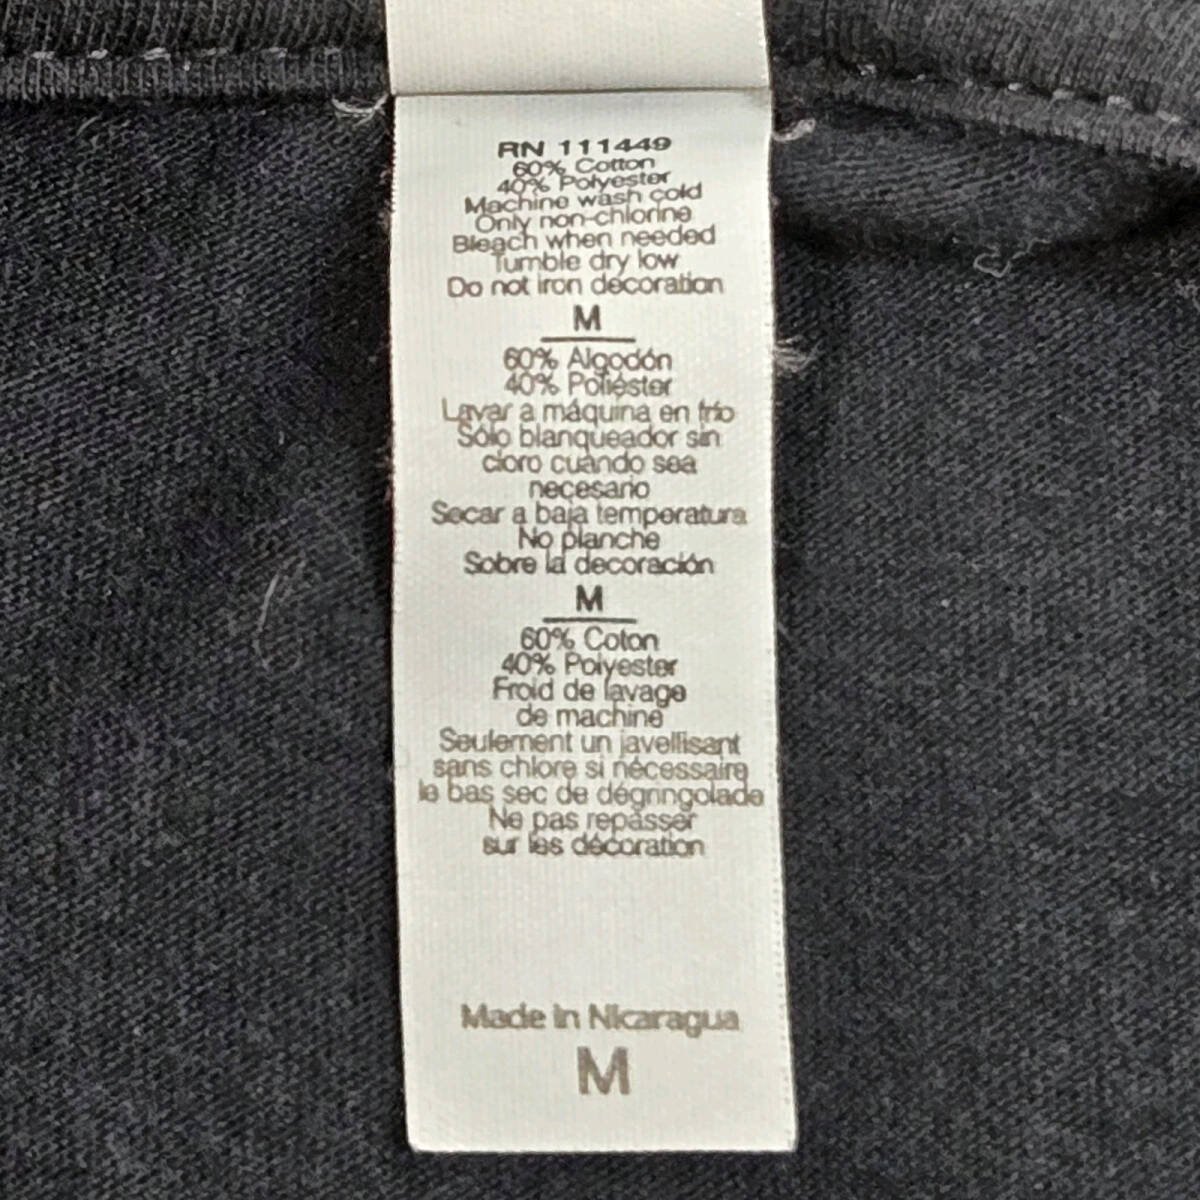 RN 111449
60% Cotton
40% Polyester
Machine wash cold
Only non-chlorine
Bleach when needed
Tumble dry low
Do not iron decoration
M
60% Algodón
40% Poliéster
Lavar a máquina en frío
Sólo blanqueador sin
cloro cuando sea
necesario
Secar a baja temperatura
No planche
Sobre la decoración
M
60% Coton
40% Polyester
Froid de lavage
de machine
Seulement un javellisant
sans chlore si nécessaire
le bas sec de dégringolade
Ne pas repasser
sur les décoration
Made in Nicaragua
M